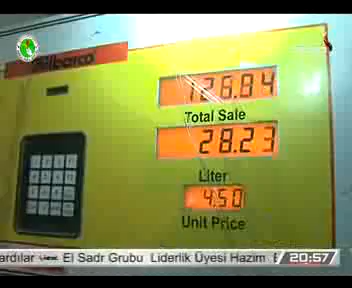 Gilbarco
126.84
Total Sale
28.23
Liter
4.50
Unit Price
ardılar El Sadr Grubu Liderlik Üyesi Hazim
20:57